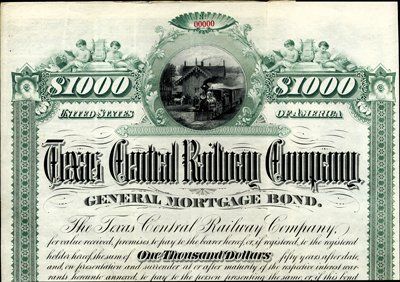 00000
$1000 $1000
UNITED STATES OF AMERICA
Texas Central Railway Company
GENERAL MORTGAGE BOND.
The Texas Central Railway Company,
for value received, promises to pay to the bearer hereof, or, if registered, to the registered
holder hereof, the sum of One Thousand Dollars fifty years after date,
and, on presentation and surrender at or after maturity of the respective interest war-
rants hereunto annexed, to pay to the person presenting the same, or, if this bond